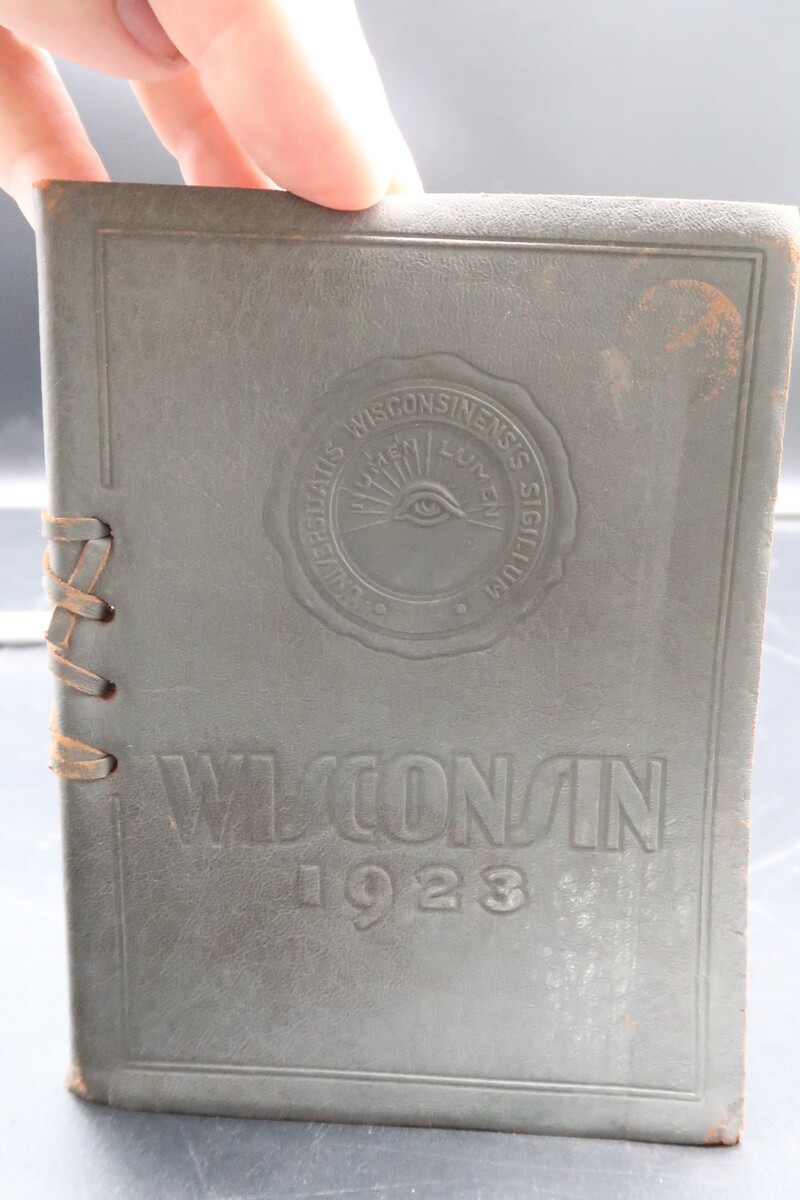 · UNIVERSITATIS WISCONSINENSIS SIGILLUM ·
NUMEN LUMEN
WISCONSIN
1923